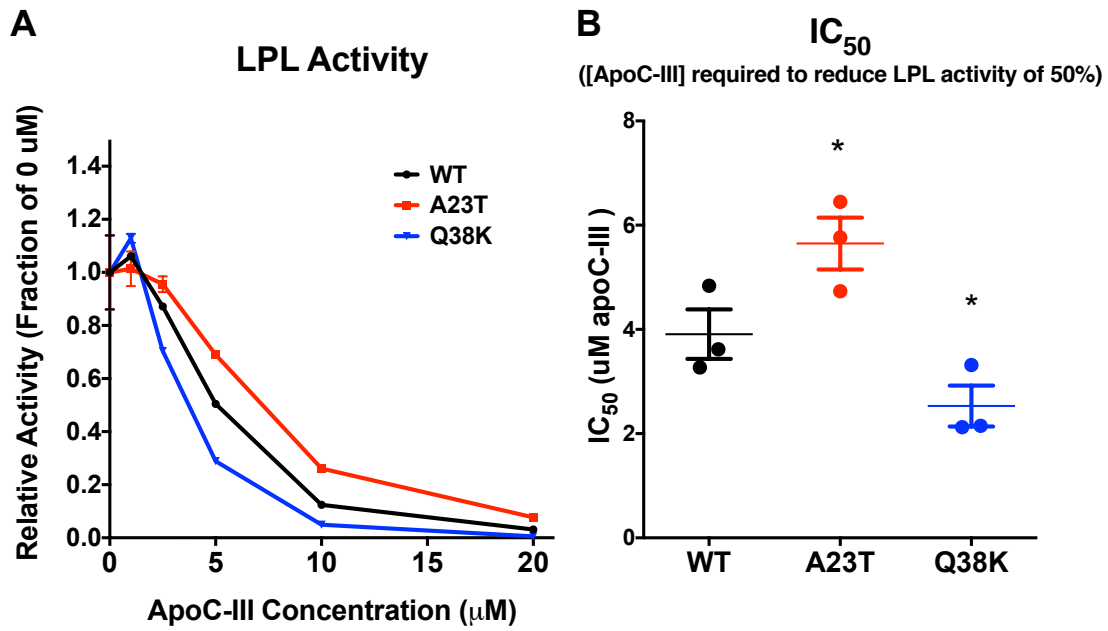 A
LPL Activity
Relative Activity (Fraction of 0 uM)
1.4
1.2
1.0
0.8
0.6
0.4
0.2
0.0
0 5 10 15 20
ApoC-III Concentration (μM)
WT
A23T
Q38K
B
IC50
([ApoC-III] required to reduce LPL activity of 50%)
IC50 (uM apoC-III )
8
6
4
2
0
* *
WT A23T Q38K